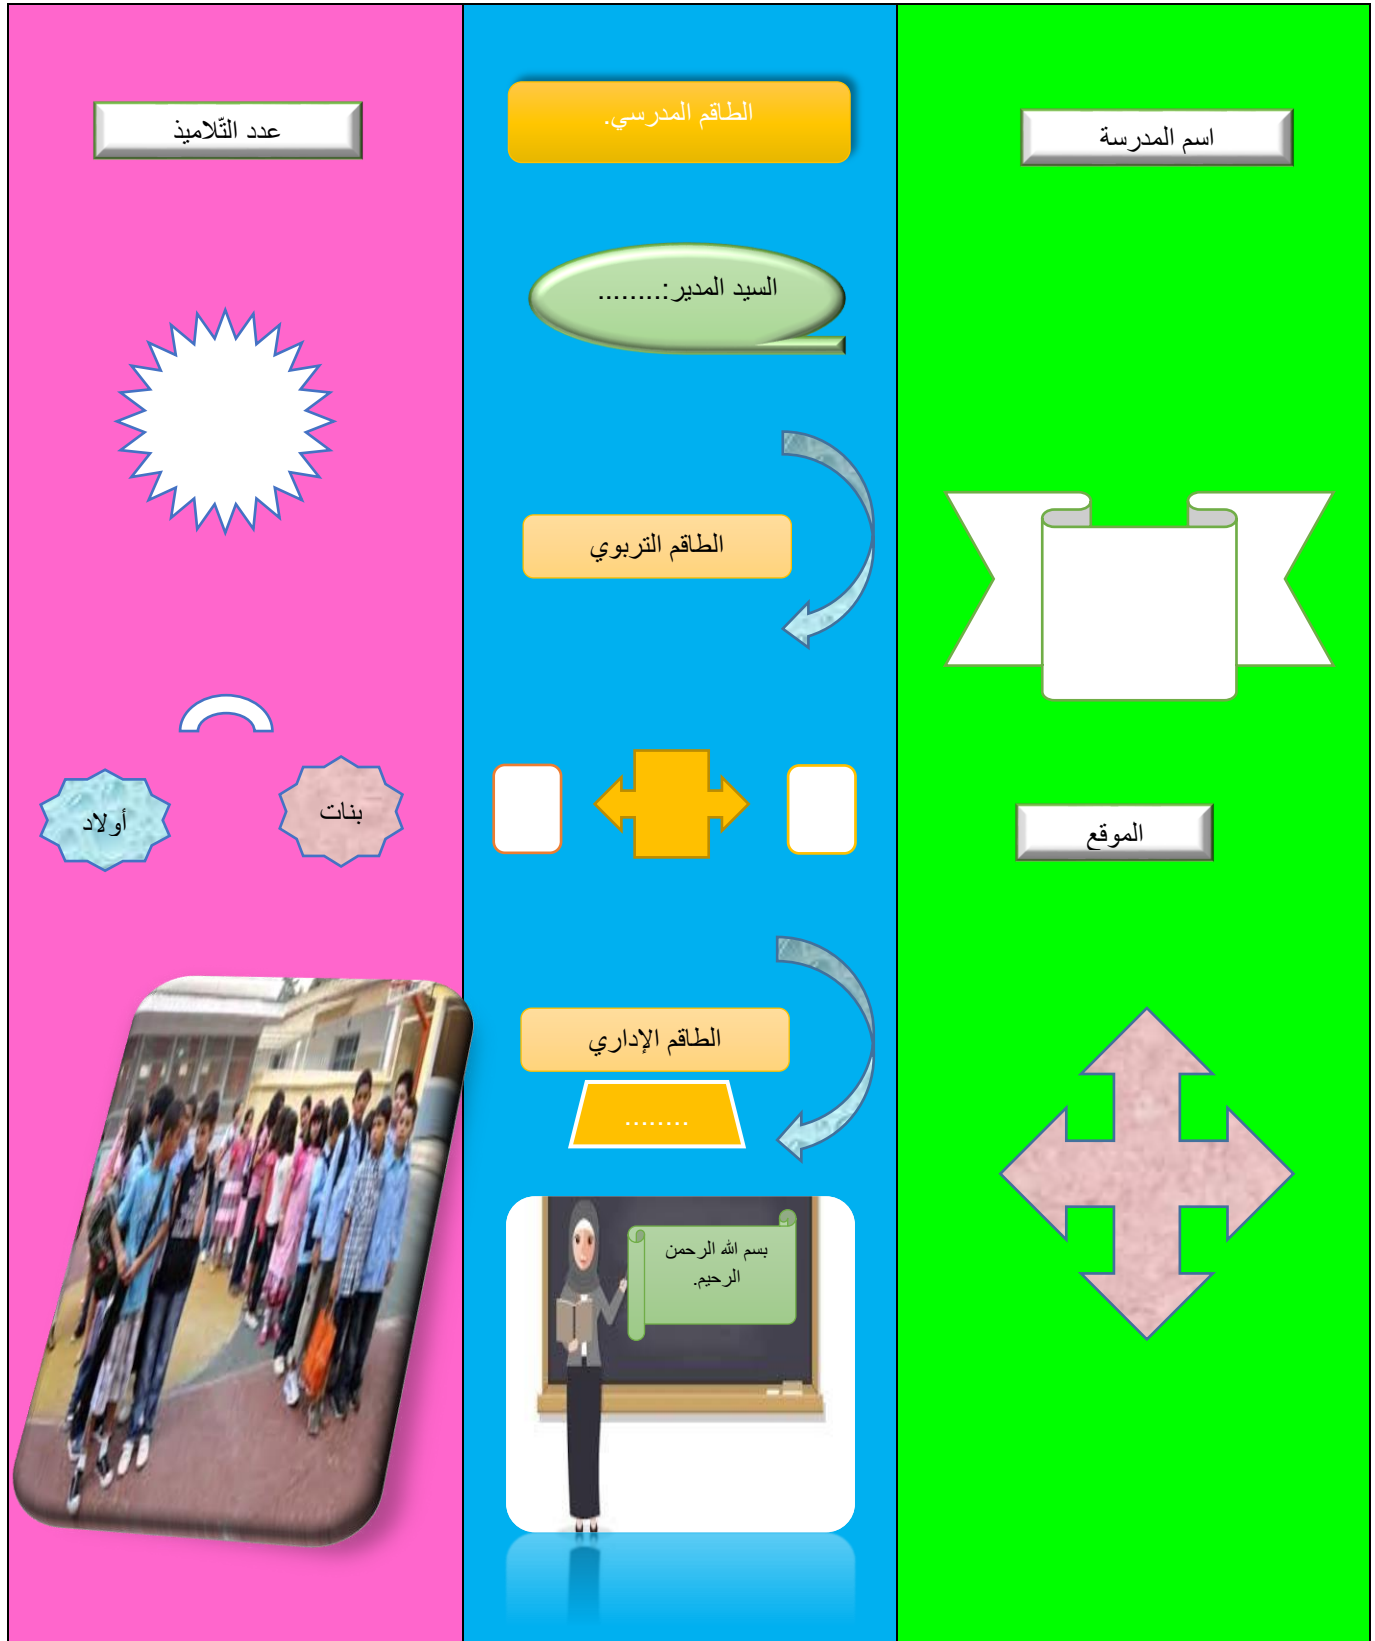 اسم المدرسة
الموقع
الطاقم المدرسي.
السيد المدير:........
الطاقم التربوي
الطاقم الإداري
........
بسم الله الرحمن
الرحيم.
عدد التّلاميذ
بنات
أولاد